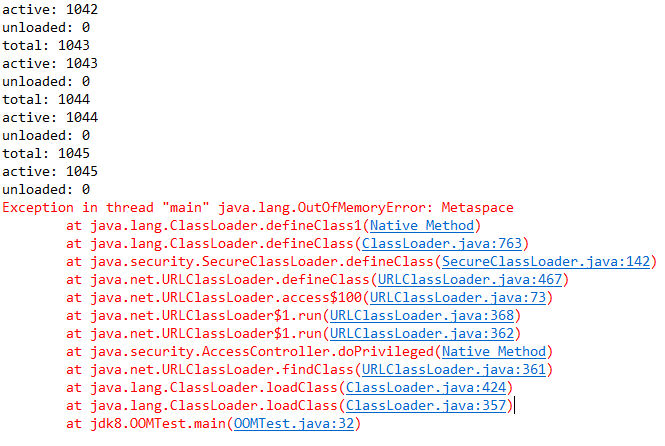 active: 1042
unloaded: 0
total: 1043
active: 1043
unloaded: 0
total: 1044
active: 1044
unloaded: 0
total: 1045
active: 1045
unloaded: 0
Exception in thread "main" java.lang.OutOfMemoryError: Metaspace
at java.lang.ClassLoader.defineClass1(Native Method)
at java.lang.ClassLoader.defineClass(ClassLoader.java:763)
at java.security.SecureClassLoader.defineClass(SecureClassLoader.java:142)
at java.net.URLClassLoader.defineClass(URLClassLoader.java:467)
at java.net.URLClassLoader.access$100(URLClassLoader.java:73)
at java.net.URLClassLoader$1.run(URLClassLoader.java:368)
at java.net.URLClassLoader$1.run(URLClassLoader.java:362)
at java.security.AccessController.doPrivileged(Native Method)
at java.net.URLClassLoader.findClass(URLClassLoader.java:361)
at java.lang.ClassLoader.loadClass(ClassLoader.java:424)
at java.lang.ClassLoader.loadClass(ClassLoader.java:357)
at jdk8.OOMTest.main(OOMTest.java:32)